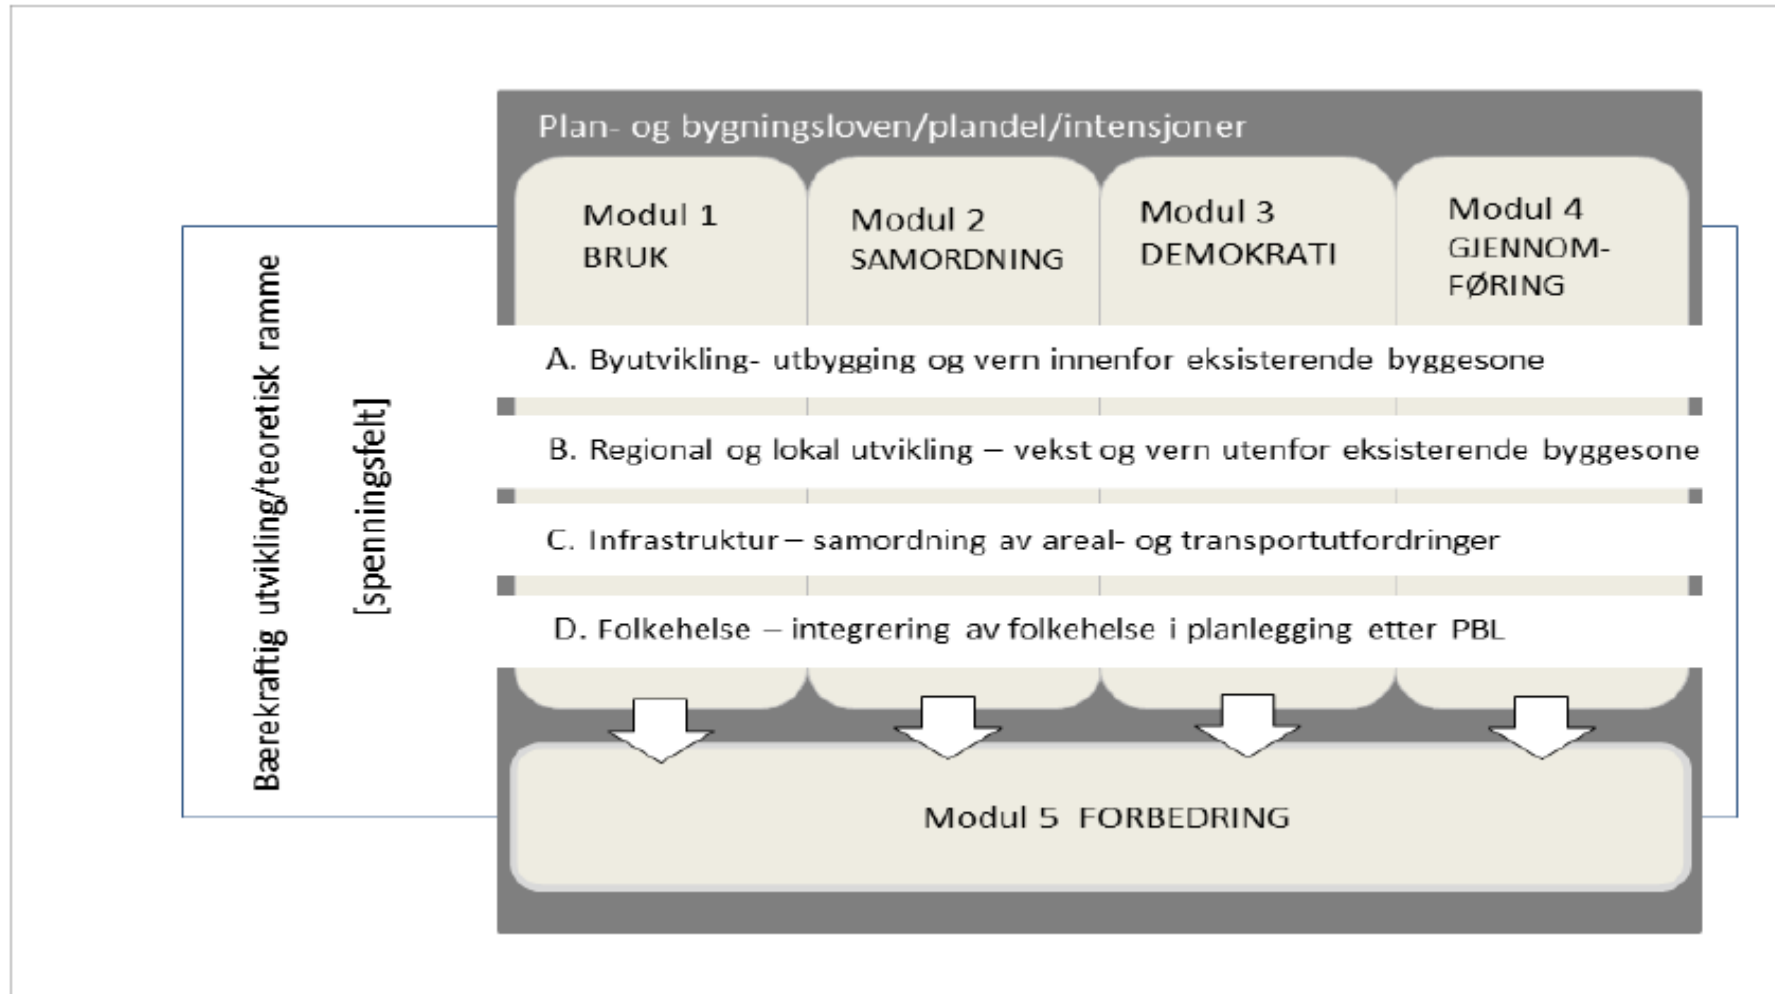 Plan- og bygningsloven/plandel/intensjoner
Modul 1
BRUK
Modul 2
SAMORDNING
Modul 3
DEMOKRATI
Modul 4
GJENNOM-
FØRING
Bærekraftig utvikling/teoretisk ramme
[spenningsfelt]
A. Byutvikling- utbygging og vern innenfor eksisterende byggesone
B. Regional og lokal utvikling – vekst og vern utenfor eksisterende byggesone
C. Infrastruktur – samordning av areal- og transportutfordringer
D. Folkehelse – integrering av folkehelse i planlegging etter PBL
Modul 5 FORBEDRING